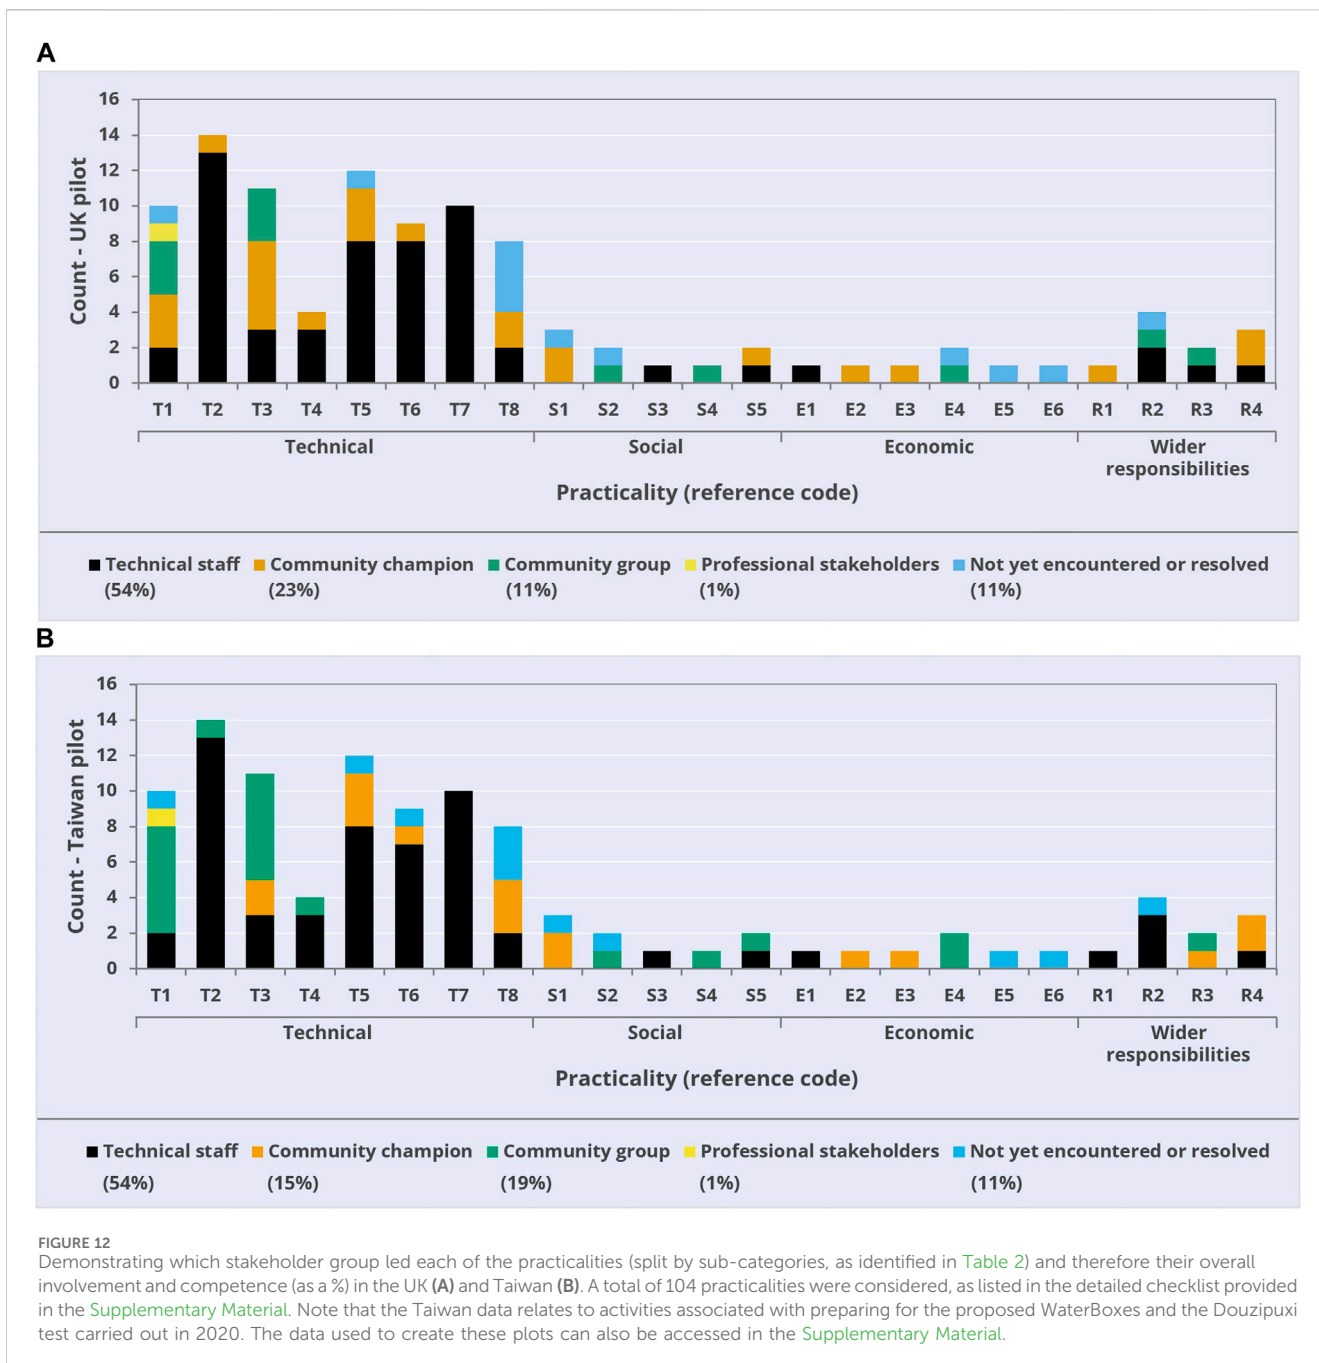 A
16
14
12
10
8
6
4
2
0
Count - UK pilot
T1 T2 T3 T4 T5 T6 T7 T8 S1 S2 S3 S4 S5 E1 E2 E3 E4 E5 E6 R1 R2 R3 R4
Technical Social Economic Wider
responsibilities
Practicality (reference code)
Technical staff Community champion Community group Professional stakeholders Not yet encountered or resolved
(54%) (23%) (11%) (1%) (11%)
B
16
14
12
10
8
6
4
2
0
Count - Taiwan pilot
T1 T2 T3 T4 T5 T6 T7 T8 S1 S2 S3 S4 S5 E1 E2 E3 E4 E5 E6 R1 R2 R3 R4
Technical Social Economic Wider
responsibilities
Practicality (reference code)
Technical staff Community champion Community group Professional stakeholders Not yet encountered or resolved
(54%) (15%) (19%) (1%) (11%)
FIGURE 12
Demonstrating which stakeholder group led each of the practicalities (split by sub-categories, as identified in Table 2) and therefore their overall
involvement and competence (as a %) in the UK (A) and Taiwan (B). A total of 104 practicalities were considered, as listed in the detailed checklist provided
in the Supplementary Material. Note that the Taiwan data relates to activities associated with preparing for the proposed WaterBoxes and the Douzipuxi
test carried out in 2020. The data used to create these plots can also be accessed in the Supplementary Material.